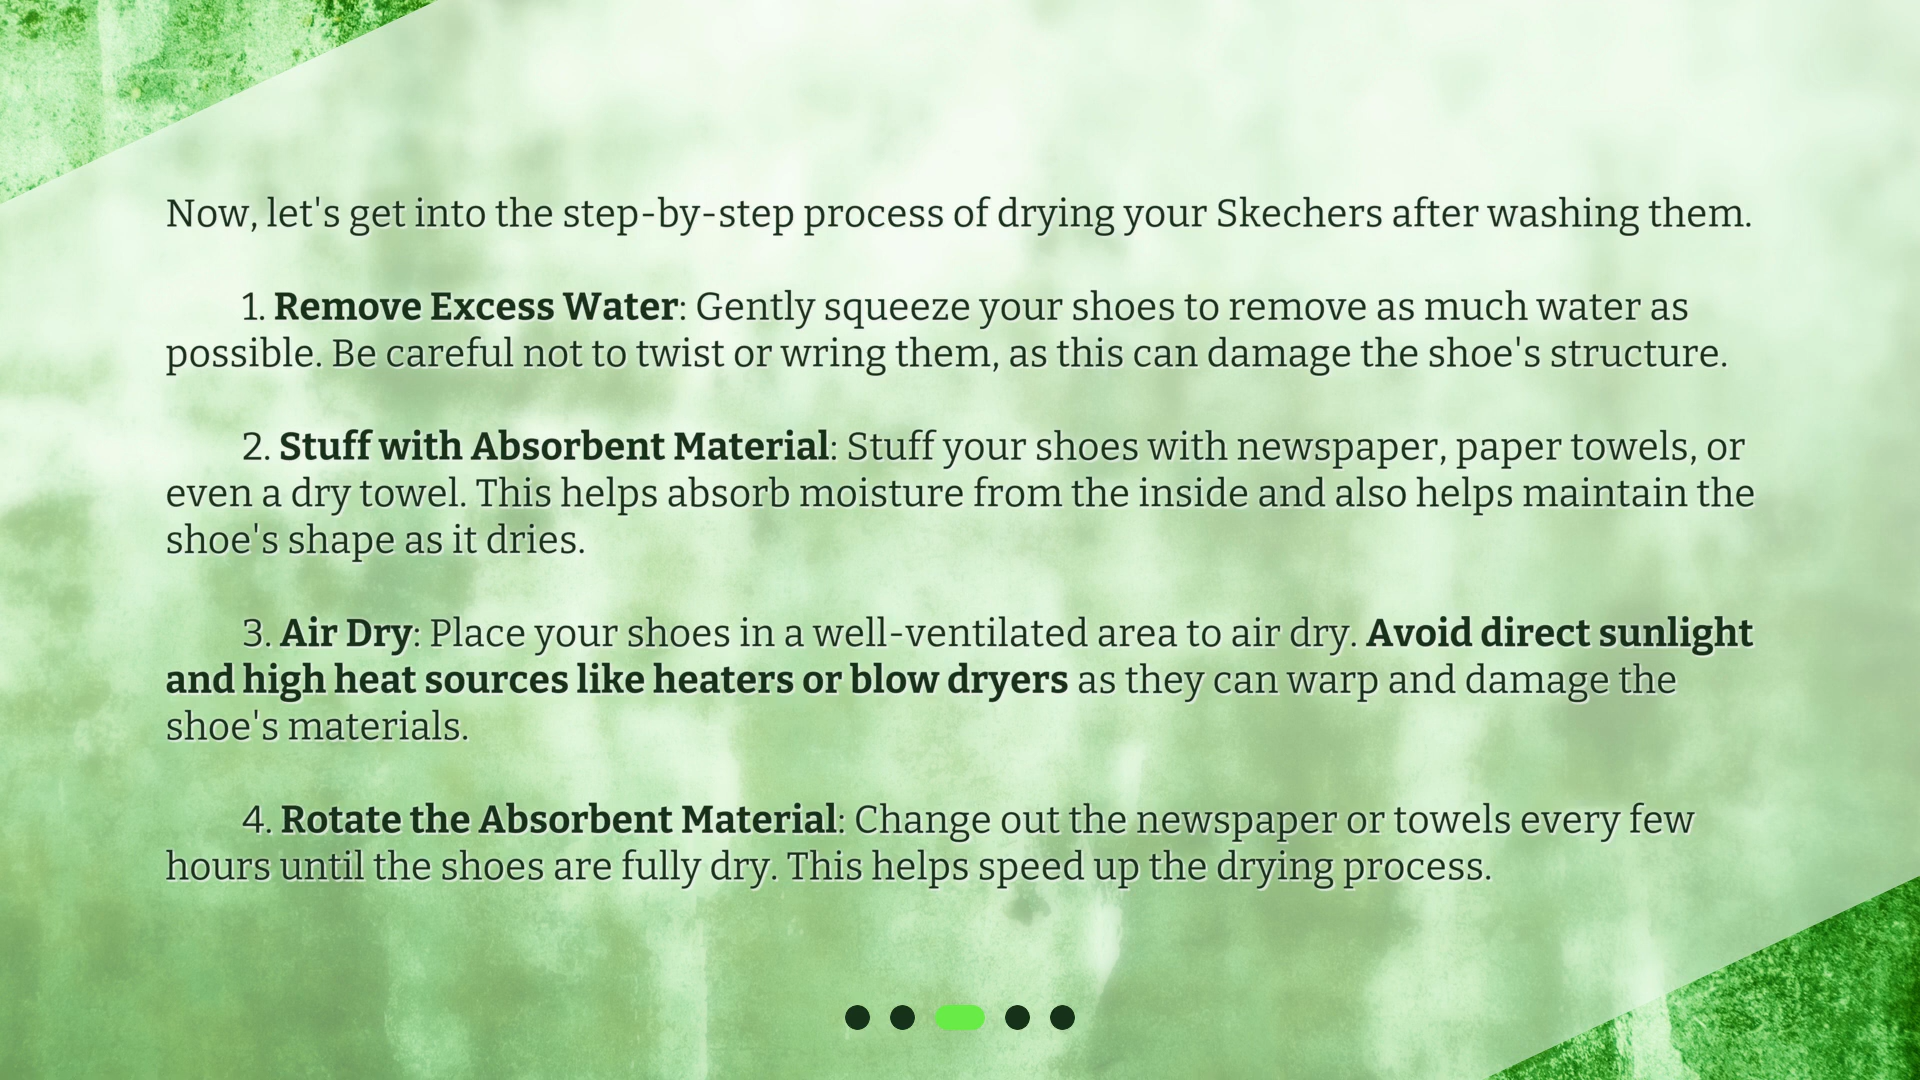 Now, let's get into the step-by-step process of drying your Skechers after washing them.
1. Remove Excess Water: Gently squeeze your shoes to remove as much water as
possible. Be careful not to twist or wring them, as this can damage the shoe's structure.
2. Stuff with Absorbent Material: Stuff your shoes with newspaper, paper towels, or
even a dry towel. This helps absorb moisture from the inside and also helps maintain the
shoe's shape as it dries.
3. Air Dry: Place your shoes in a well-ventilated area to air dry. Avoid direct sunlight
and high heat sources like heaters or blow dryers as they can warp and damage the
shoe's materials.
4. Rotate the Absorbent Material: Change out the newspaper or towels every few
hours until the shoes are fully dry. This helps speed up the drying process.